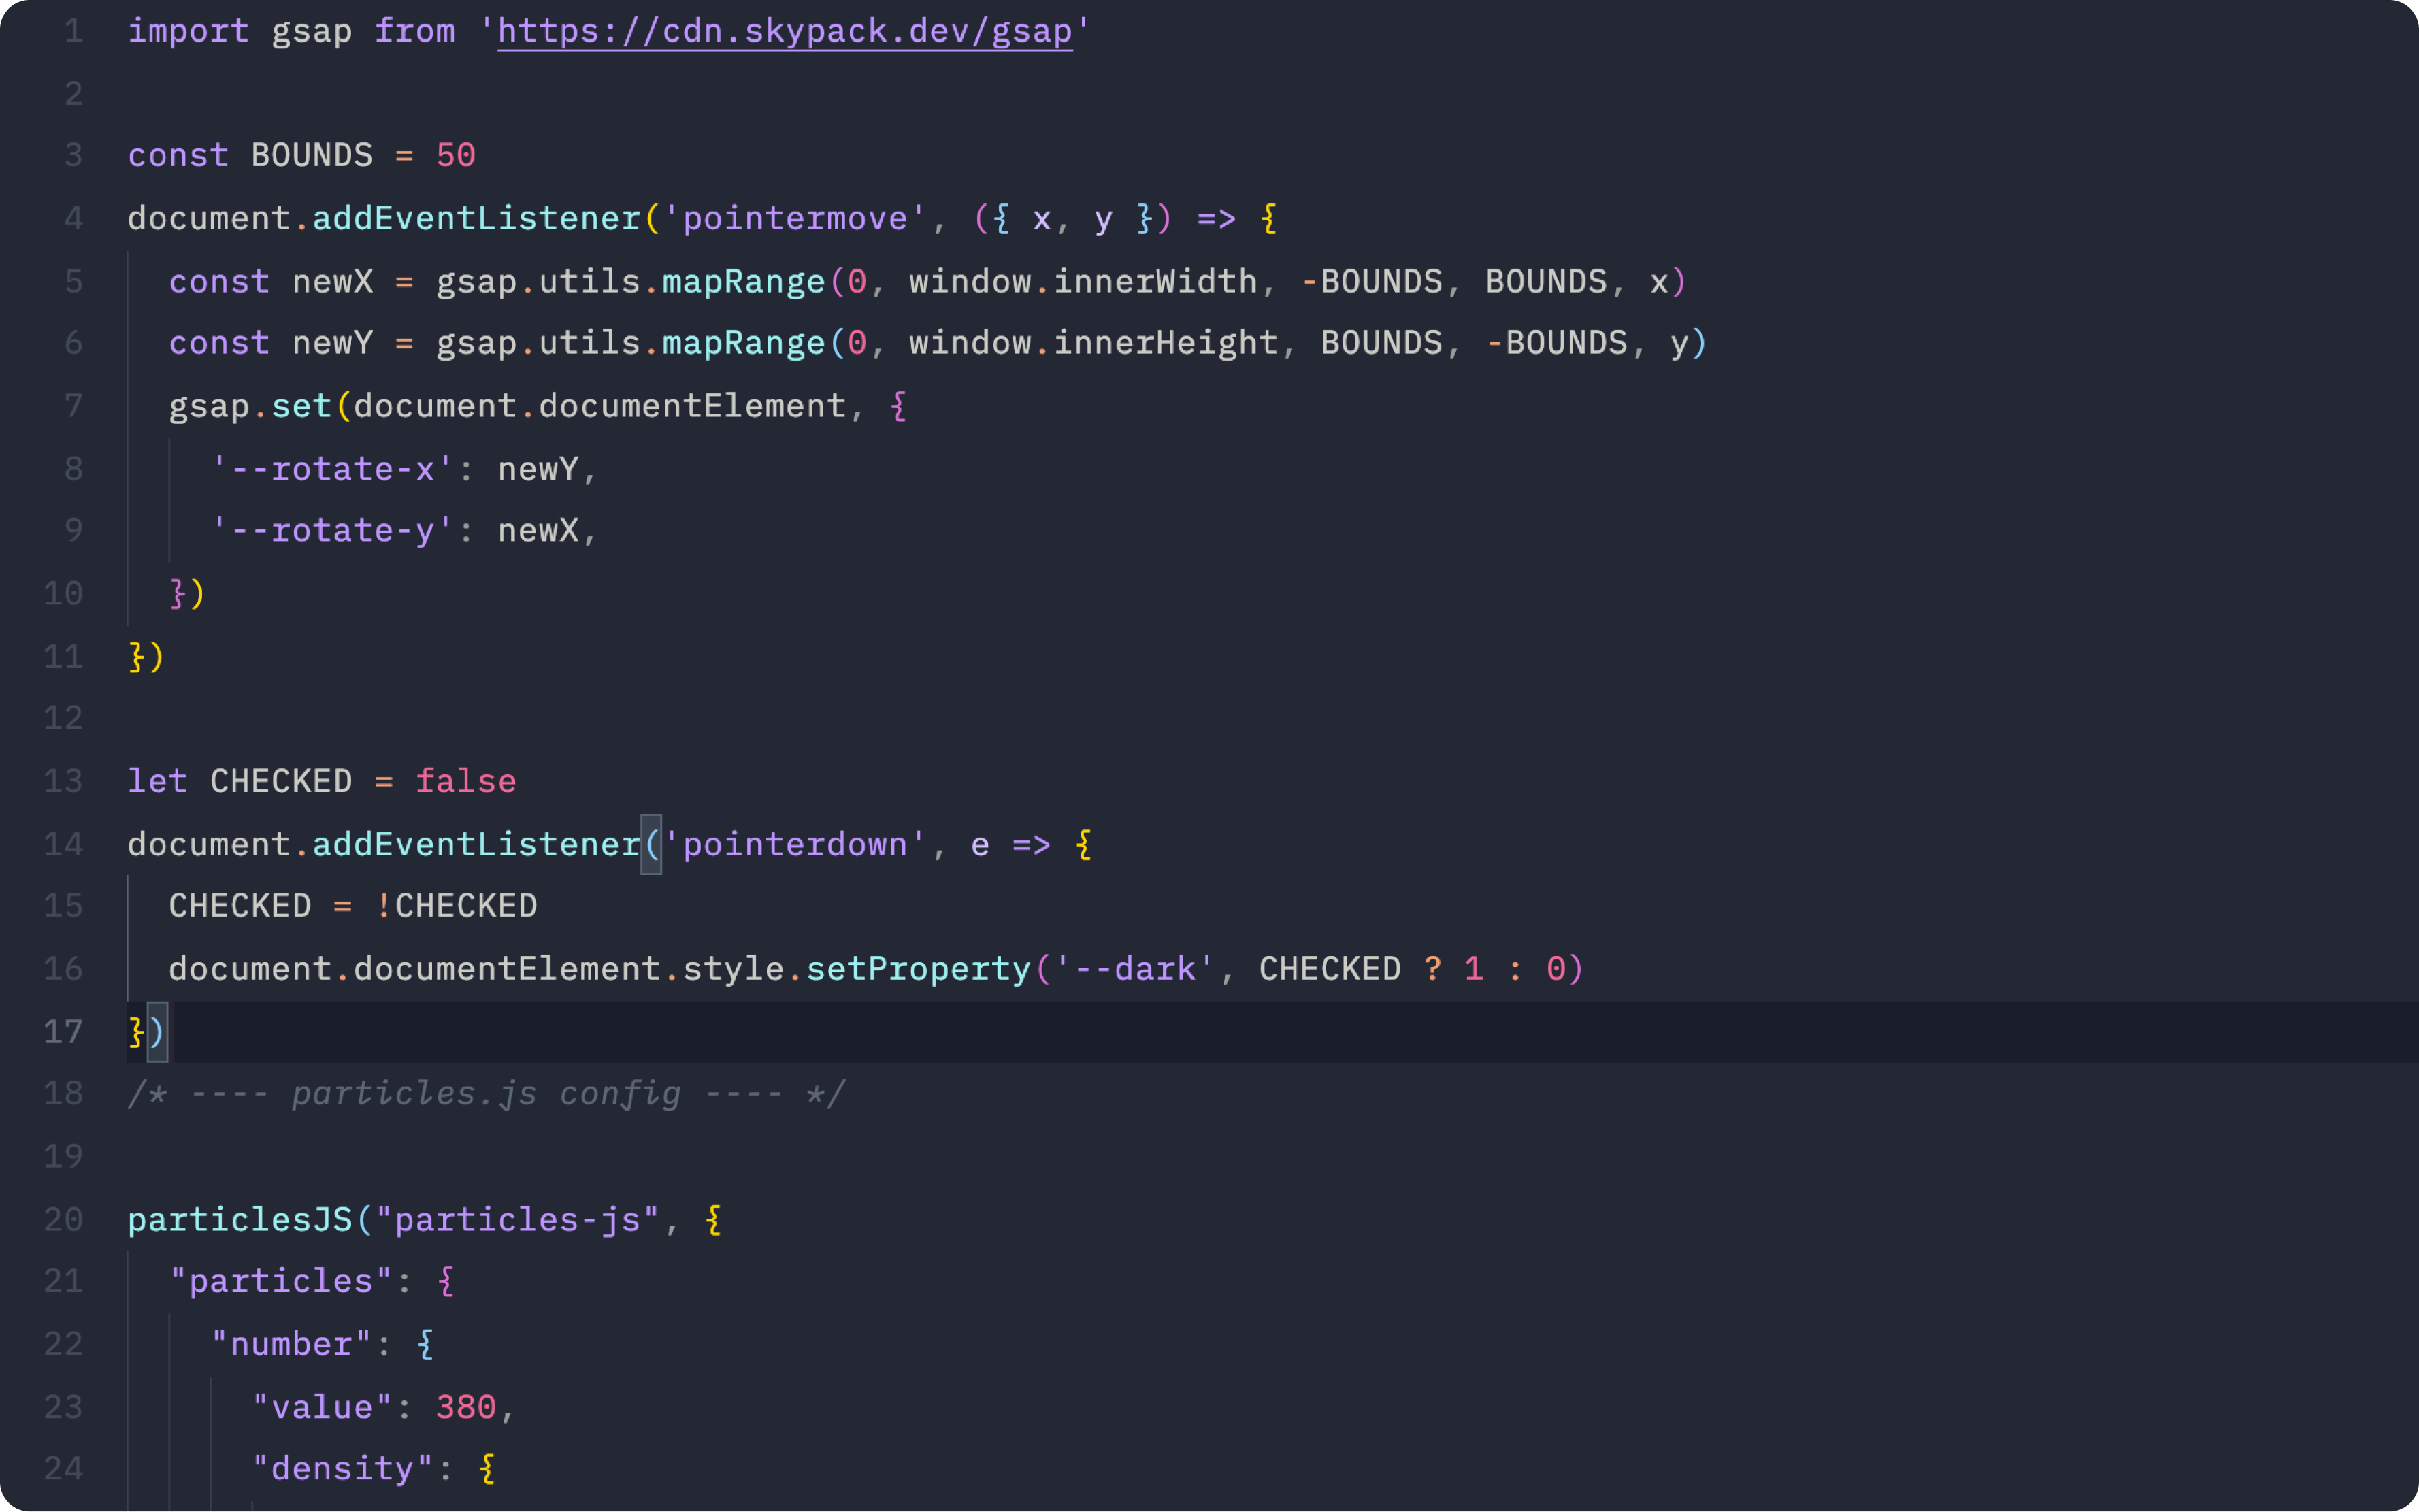 1 import gsap from 'https://cdn.skypack.dev/gsap'
2
3 const BOUNDS = 50
4 document.addEventListener('pointermove', ({ x, y }) => {
5   const newX = gsap.utils.mapRange(0, window.innerWidth, -BOUNDS, BOUNDS, x)
6   const newY = gsap.utils.mapRange(0, window.innerHeight, BOUNDS, -BOUNDS, y)
7   gsap.set(document.documentElement, {
8     '--rotate-x': newY,
9     '--rotate-y': newX,
10   })
11 })
12
13 let CHECKED = false
14 document.addEventListener('pointerdown', e => {
15   CHECKED = !CHECKED
16   document.documentElement.style.setProperty('--dark', CHECKED ? 1 : 0)
17 })
18 /* ---- particles.js config ---- */
19
20 particlesJS("particles-js", {
21   "particles": {
22     "number": {
23       "value": 380,
24       "density": {